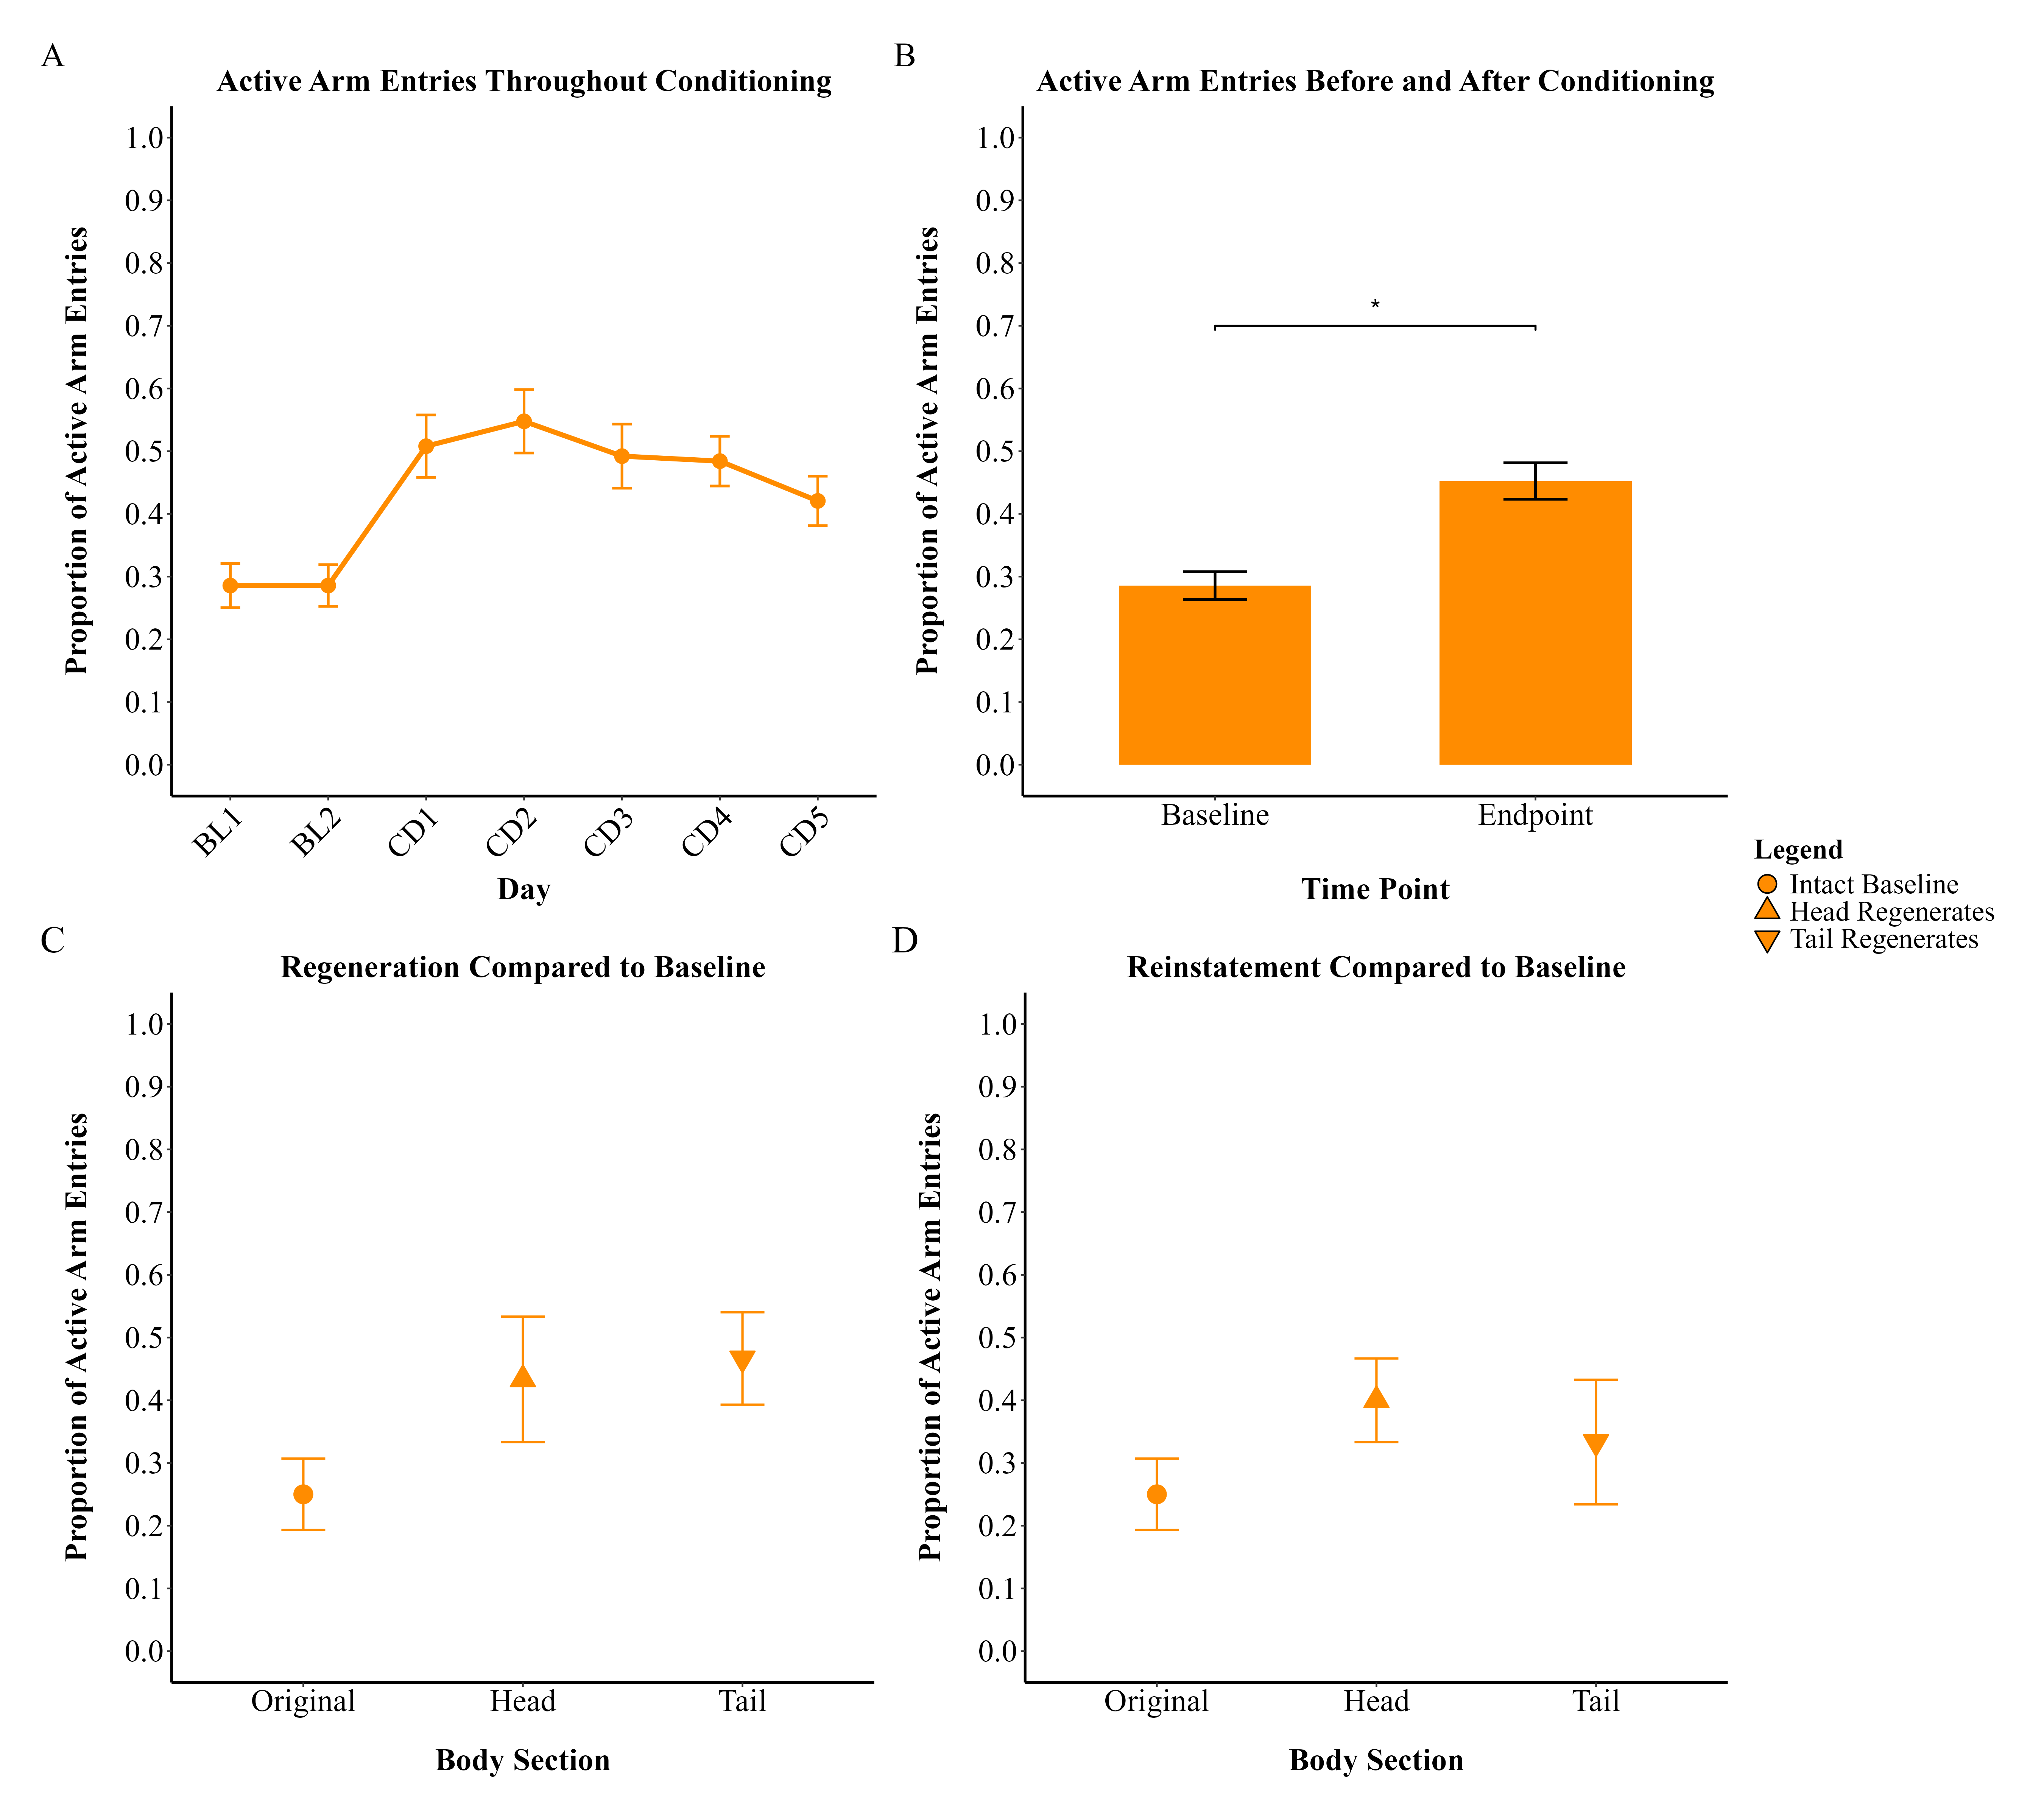 A
Active Arm Entries Throughout Conditioning
Proportion of Active Arm Entries
1.0
0.9
0.8
0.7
0.6
0.5
0.4
0.3
0.2
0.1
0.0
BL1
BL2
CD1
CD2
CD3
CD4
CD5
Day
B
Active Arm Entries Before and After Conditioning
Proportion of Active Arm Entries
1.0
0.9
0.8
0.7
0.6
0.5
0.4
0.3
0.2
0.1
0.0
*
Baseline
Endpoint
Time Point
Legend
Intact Baseline
Head Regenerates
Tail Regenerates
C
Regeneration Compared to Baseline
Proportion of Active Arm Entries
1.0
0.9
0.8
0.7
0.6
0.5
0.4
0.3
0.2
0.1
0.0
Original
Head
Tail
Body Section
D
Reinstatement Compared to Baseline
Proportion of Active Arm Entries
1.0
0.9
0.8
0.7
0.6
0.5
0.4
0.3
0.2
0.1
0.0
Original
Head
Tail
Body Section